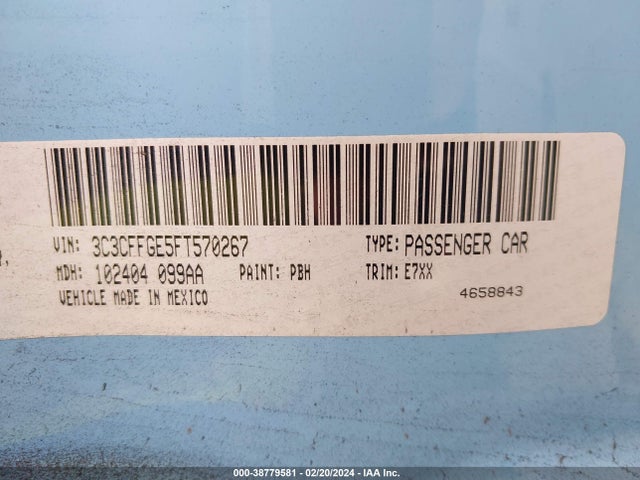 VIN: 3C3CFFGE5FT570267 TYPE: PASSENGER CAR
MDH: 102404 099AA PAINT: PBH TRIM: E7XX
VEHICLE MADE IN MEXICO 4658843
000-38779581 - 02/20/2024 - IAA Inc.